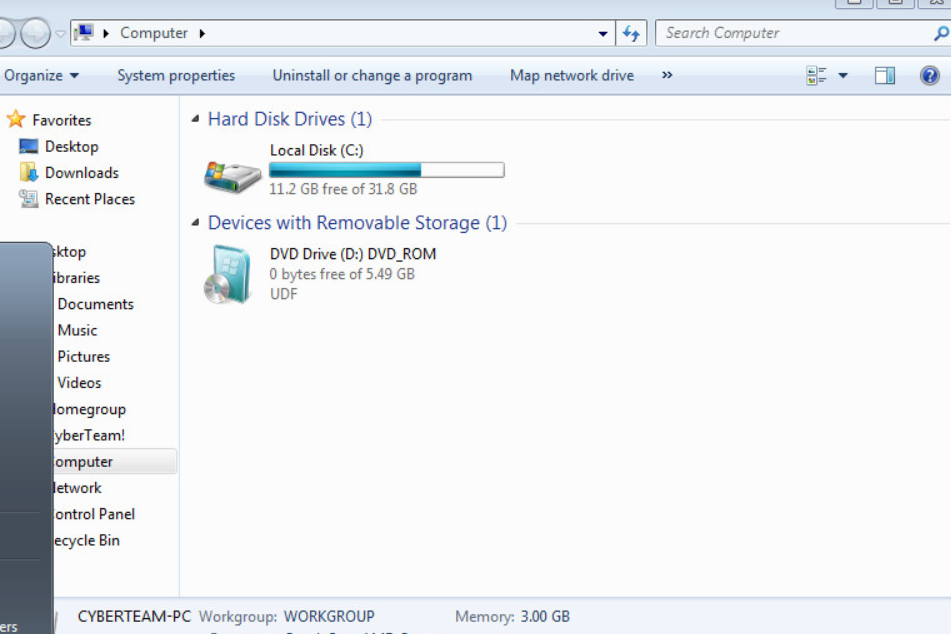 Computer
Search Computer
Organize
System properties
Uninstall or change a program
Map network drive
»
Favorites
Desktop
Downloads
Recent Places
sktop
ibraries
Documents
Music
Pictures
Videos
omegroup
yberTeam!
omputer
etwork
ontrol Panel
ecycle Bin
ers
Hard Disk Drives (1)
Local Disk (C:)
11.2 GB free of 31.8 GB
Devices with Removable Storage (1)
DVD Drive (D:) DVD_ROM
0 bytes free of 5.49 GB
UDF
CYBERTEAM-PC Workgroup: WORKGROUP Memory: 3.00 GB